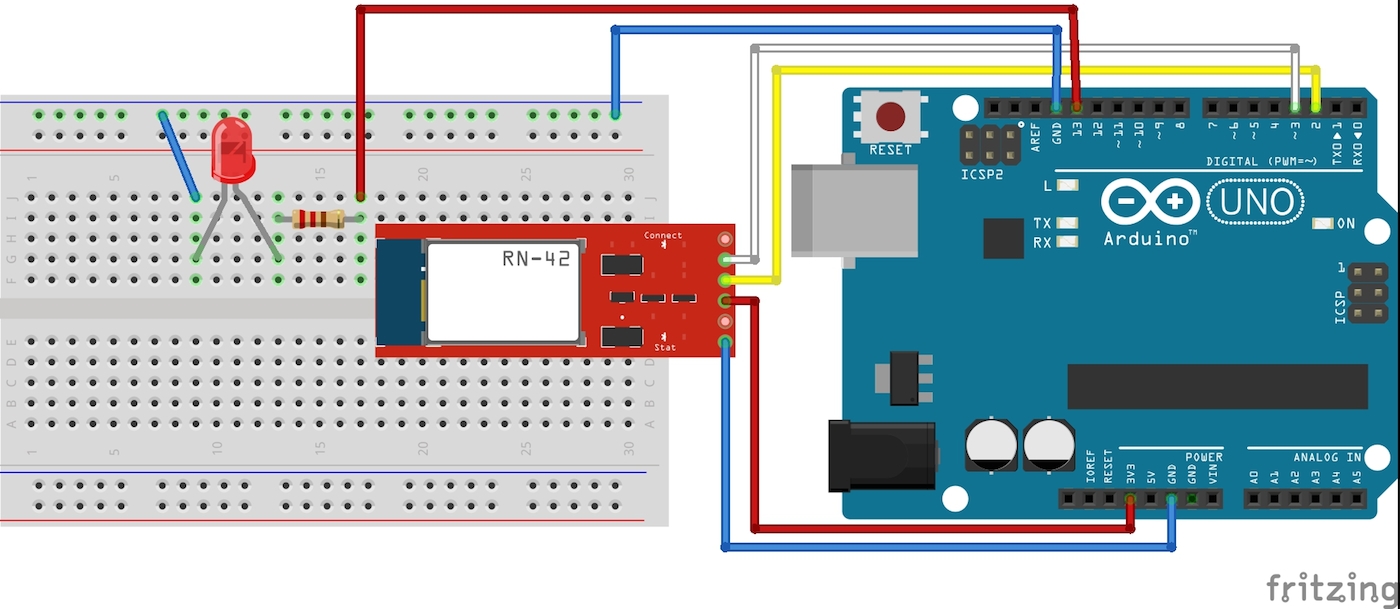 1 5 15 20 25 30
J I H G F
J I
RN-42
Connect
Stat
E D C B A
D C B A
1 5 10 15 20 25 30
RESET
ICSP2
AREF GND 13 12 ~11 ~10 ~9 8
7 ~6 ~5 4 ~3 2 TX0▶1 RX0◀0
DIGITAL (PWM=~)
L
TX
RX
UNO
Arduino™
ON
1
ICSP
POWER
ANALOG IN
IOREF RESET 3V3 5V GND GND VIN
A0 A1 A2 A3 A4 A5
fritzing